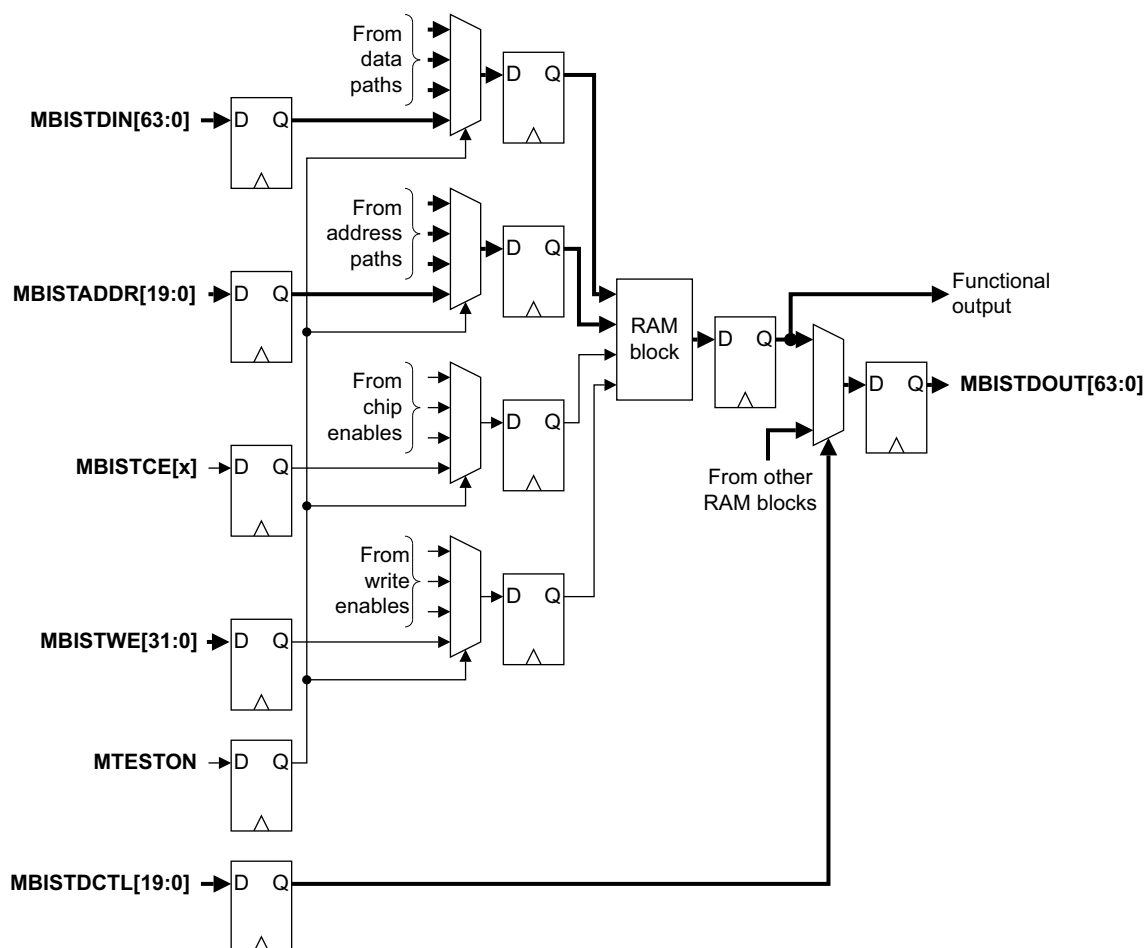 From
data
paths
D Q
MBISTDIN[63:0]
D Q
From
address
paths
D Q
MBISTADDR[19:0]
D Q
RAM
block
Functional
output
D Q
D Q
MBISTDOUT[63:0]
From
chip
enables
D Q
MBISTCE[x]
D Q
From other
RAM blocks
From
write
enables
D Q
MBISTWE[31:0]
D Q
MTESTON
D Q
MBISTDCTL[19:0]
D Q